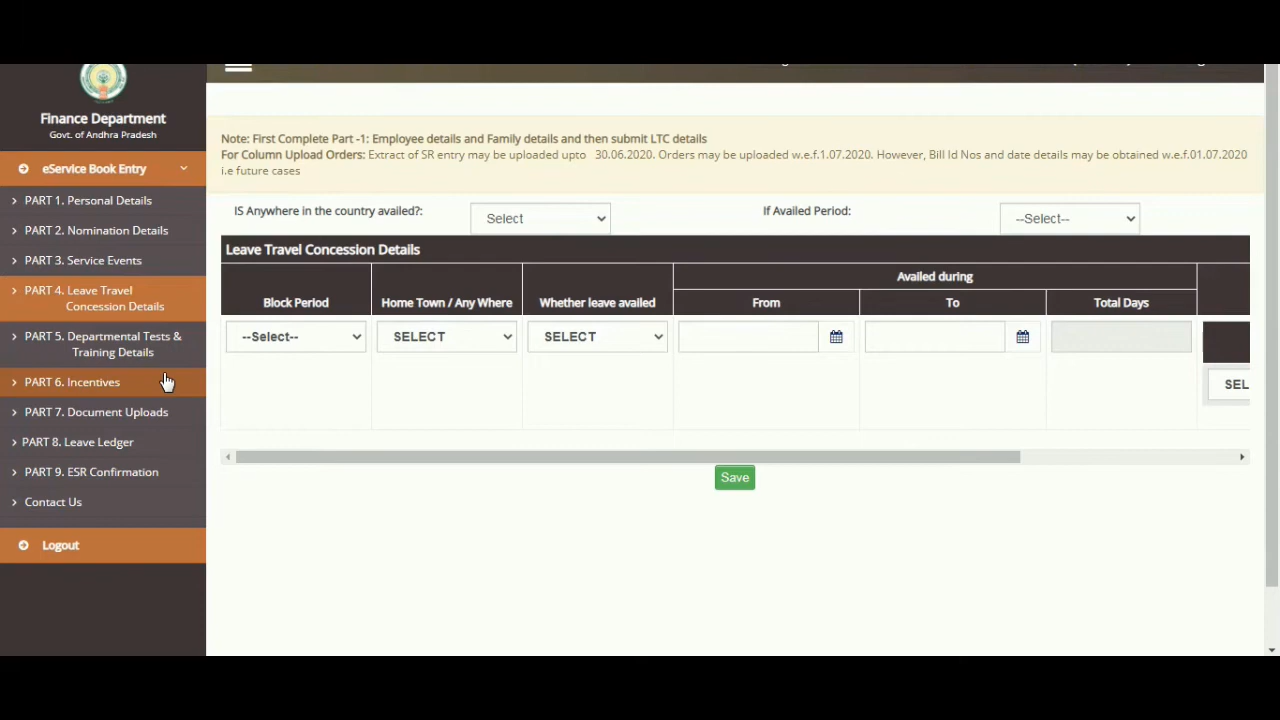 Finance Department
Govt. of Andhra Pradesh
eService Book Entry
PART 1. Personal Details
PART 2. Nomination Details
PART 3. Service Events
PART 4. Leave Travel
Concession Details
PART 5. Departmental Tests &
Training Details
PART 6. Incentives
PART 7. Document Uploads
PART 8. Leave Ledger
PART 9. ESR Confirmation
Contact Us
Logout
Note: First Complete Part -1: Employee details and Family details and then submit LTC details
For Column Upload Orders: Extract of SR entry may be uploaded upto 30.06.2020. Orders may be uploaded w.e.f.1.07.2020. However, Bill Id Nos and date details may be obtained w.e.f.01.07.2020
i.e future cases
IS Anywhere in the country availed?: Select If Availed Period: --Select--
Leave Travel Concession Details
Availed during
Block Period Home Town / Any Where Whether leave availed From To Total Days
--Select-- SELECT SELECT
SEL
Save